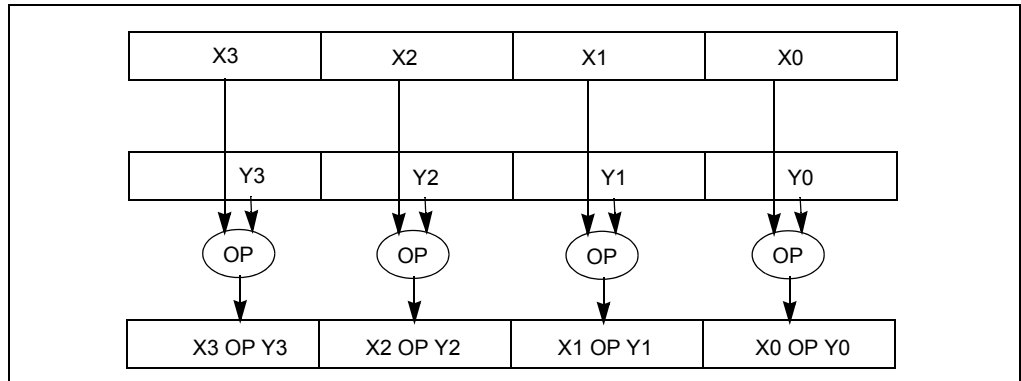 X3 X2 X1 X0
Y3 Y2 Y1 Y0
OP OP OP OP
X3 OP Y3 X2 OP Y2 X1 OP Y1 X0 OP Y0